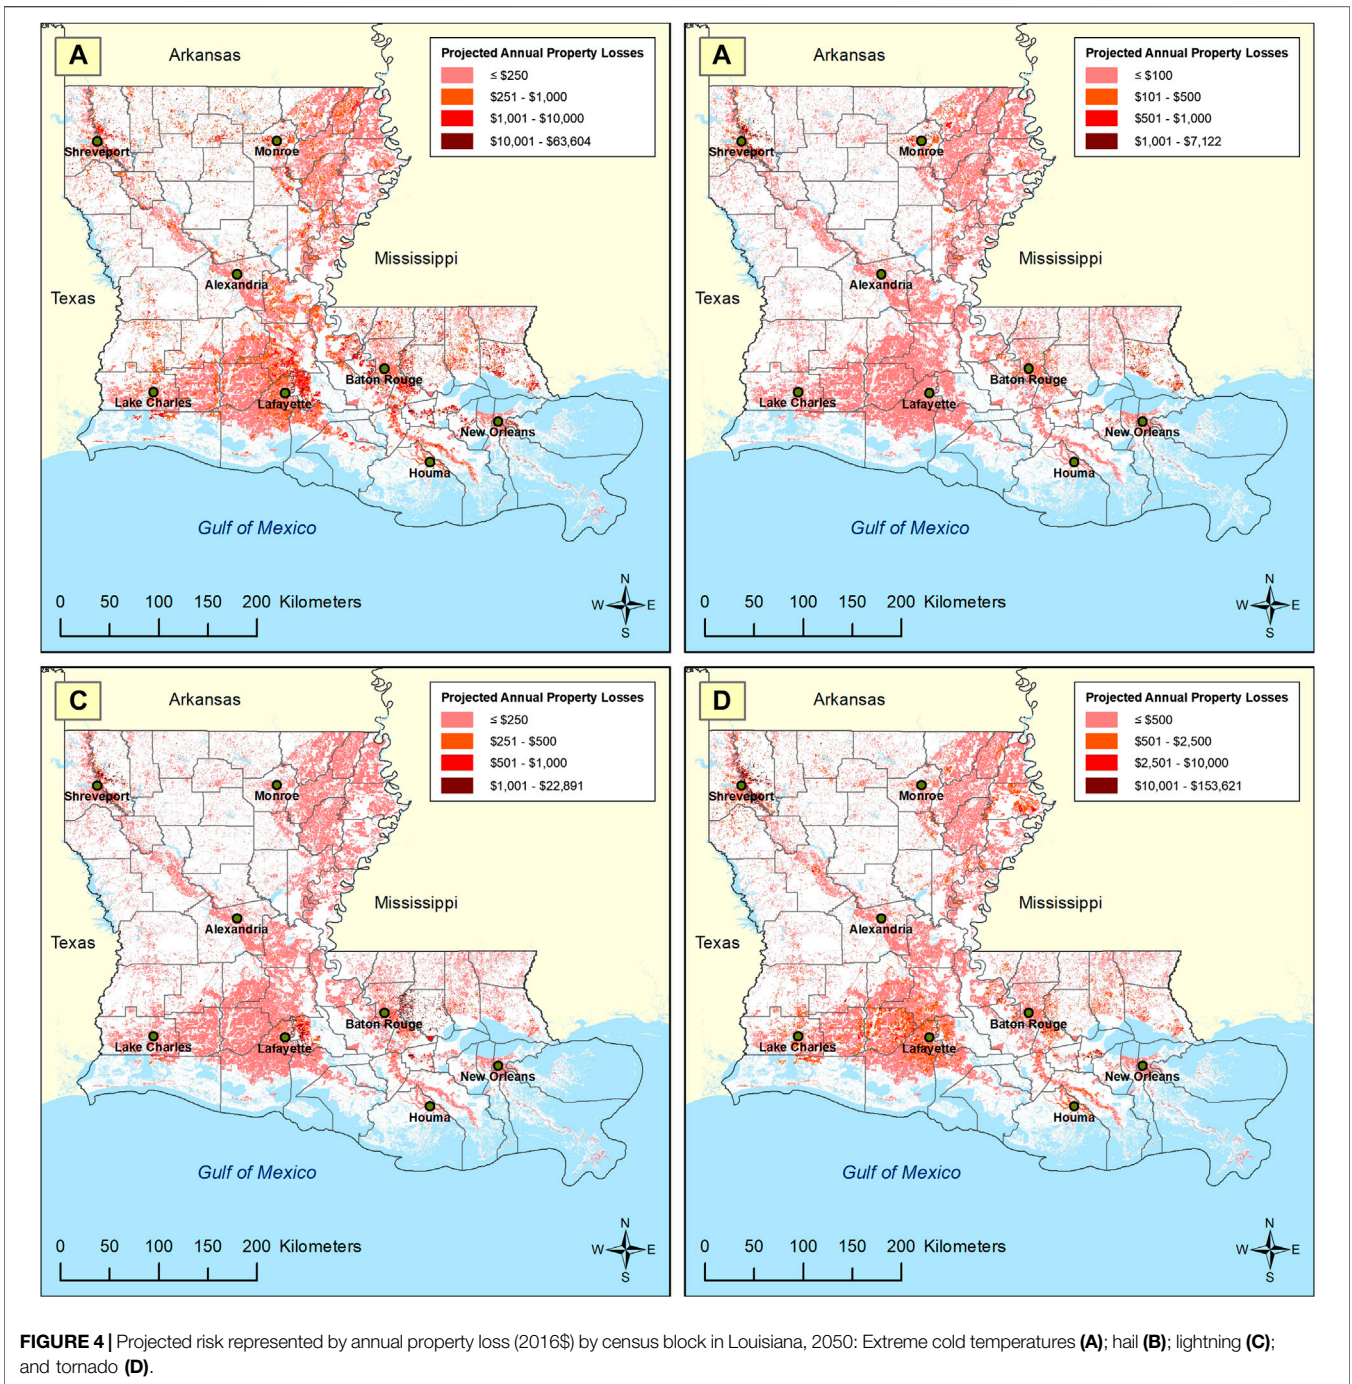 A
Arkansas
Projected Annual Property Losses
≤ $250
$251 - $1,000
$1,001 - $10,000
$10,001 - $63,604
Shreveport
Monroe
Mississippi
Alexandria
Texas
Baton Rouge
Lake Charles
Lafayette
New Orleans
Houma
Gulf of Mexico
0 50 100 150 200 Kilometers
N
W E
S
A
Arkansas
Projected Annual Property Losses
≤ $100
$101 - $500
$501 - $1,000
$1,001 - $7,122
Shreveport
Monroe
Mississippi
Alexandria
Texas
Baton Rouge
Lake Charles
Lafayette
New Orleans
Houma
Gulf of Mexico
0 50 100 150 200 Kilometers
N
W E
S
C
Arkansas
Projected Annual Property Losses
≤ $250
$251 - $500
$501 - $1,000
$1,001 - $22,891
Shreveport
Monroe
Mississippi
Alexandria
Texas
Baton Rouge
Lake Charles
Lafayette
New Orleans
Houma
Gulf of Mexico
0 50 100 150 200 Kilometers
N
W E
S
D
Arkansas
Projected Annual Property Losses
≤ $500
$501 - $2,500
$2,501 - $10,000
$10,001 - $153,621
Shreveport
Monroe
Mississippi
Alexandria
Texas
Baton Rouge
Lake Charles
Lafayette
New Orleans
Houma
Gulf of Mexico
0 50 100 150 200 Kilometers
N
W E
S
FIGURE 4 | Projected risk represented by annual property loss (2016$) by census block in Louisiana, 2050: Extreme cold temperatures (A); hail (B); lightning (C);
and tornado (D).